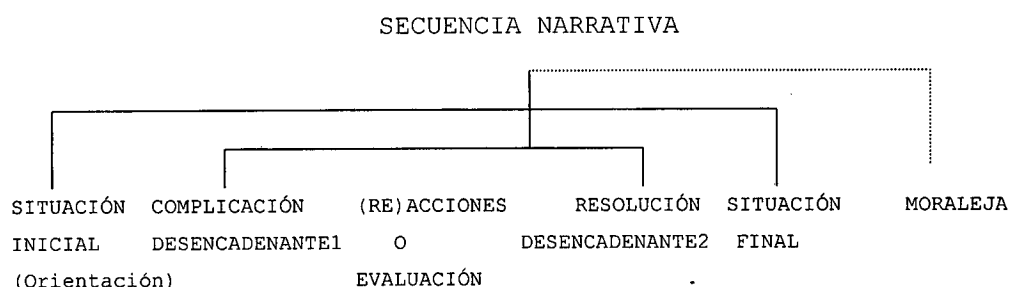 SECUENCIA NARRATIVA
SITUACIÓN COMPLICACIÓN (RE)ACCIONES RESOLUCIÓN SITUACIÓN MORALEJA
INICIAL DESENCADENANTE1 O DESENCADENANTE2 FINAL
(Orientación) EVALUACIÓN .